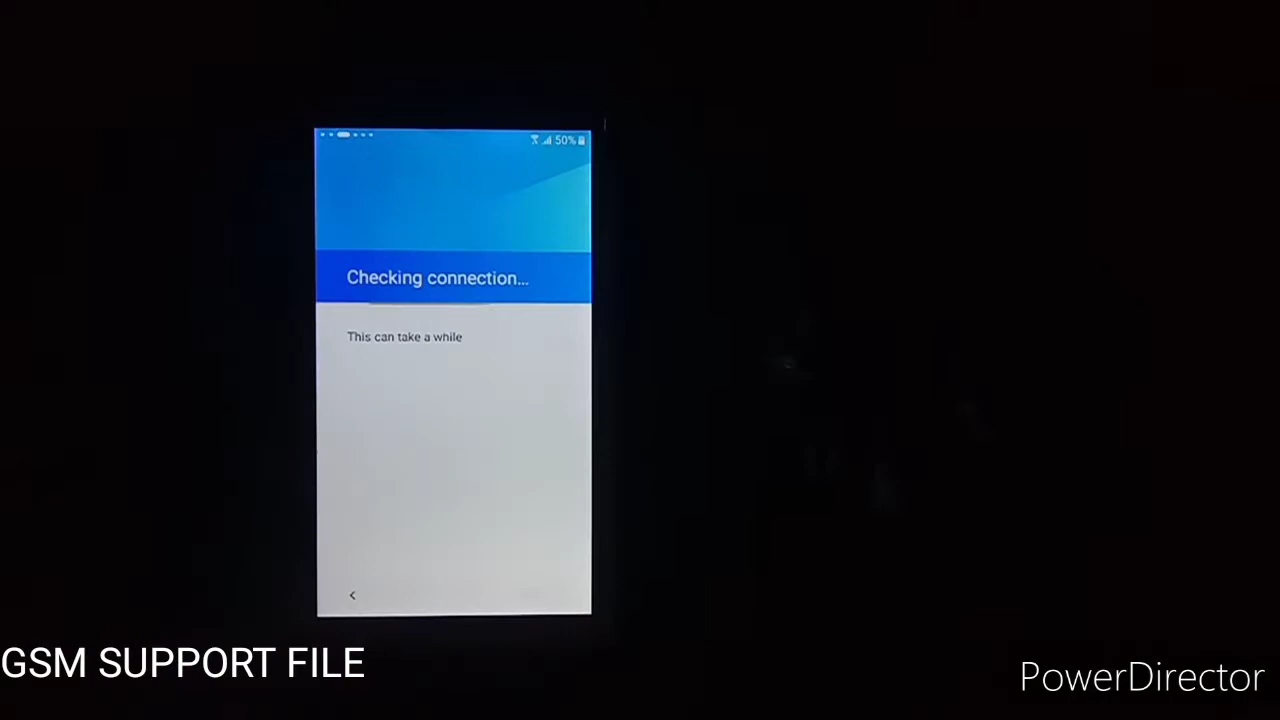 50%
Checking connection...
This can take a while
GSM SUPPORT FILE
PowerDirector